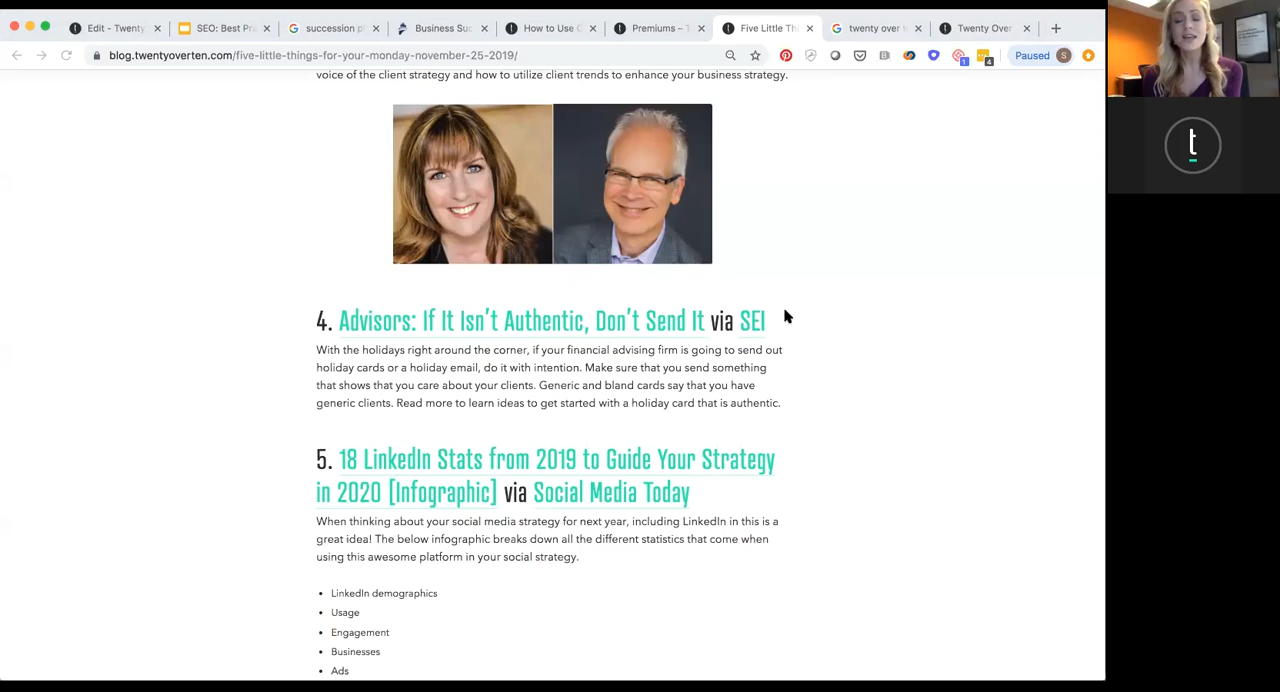 Edit - Twenty
SEO: Best Pra
succession pl
Business Suc
How to Use G
Premiums – T
Five Little Thi
twenty over t
Twenty Over
blog.twentyoverten.com/five-little-things-for-your-monday-november-25-2019/
Paused
S
1
4
voice of the client strategy and how to utilize client trends to enhance your business strategy.
t
4. Advisors: If It Isn't Authentic, Don't Send It via SEI
With the holidays right around the corner, if your financial advising firm is going to send out
holiday cards or a holiday email, do it with intention. Make sure that you send something
that shows that you care about your clients. Generic and bland cards say that you have
generic clients. Read more to learn ideas to get started with a holiday card that is authentic.
5. 18 LinkedIn Stats from 2019 to Guide Your Strategy
in 2020 [Infographic] via Social Media Today
When thinking about your social media strategy for next year, including LinkedIn in this is a
great idea! The below infographic breaks down all the different statistics that come when
using this awesome platform in your social strategy.
• LinkedIn demographics
• Usage
• Engagement
• Businesses
• Ads